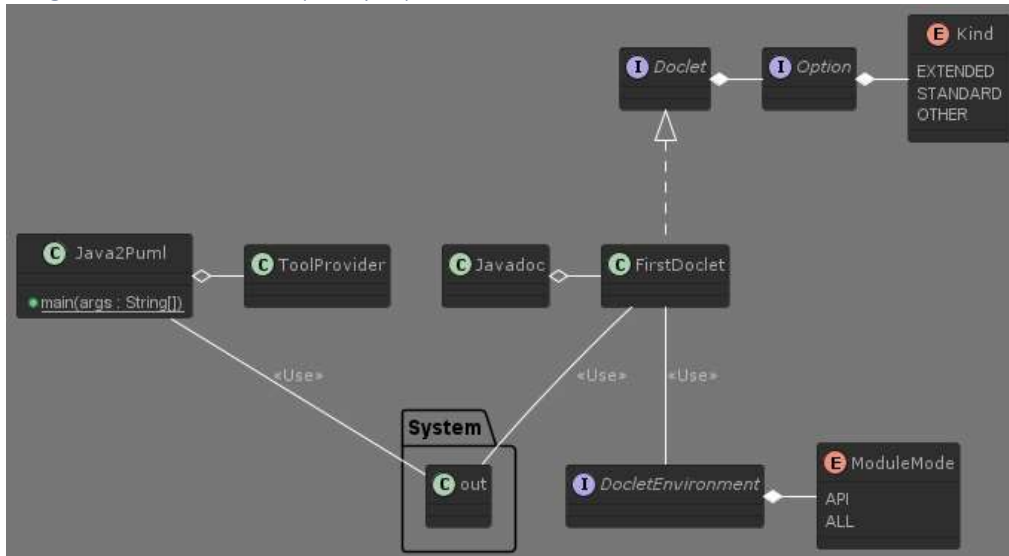 E Kind
EXTENDED
STANDARD
OTHER
I Doclet
I Option
C Java2Puml
main(args : String[])
C ToolProvider
C Javadoc
C FirstDoclet
«Use»
«Use»
«Use»
System
C out
I DocletEnvironment
E ModuleMode
API
ALL